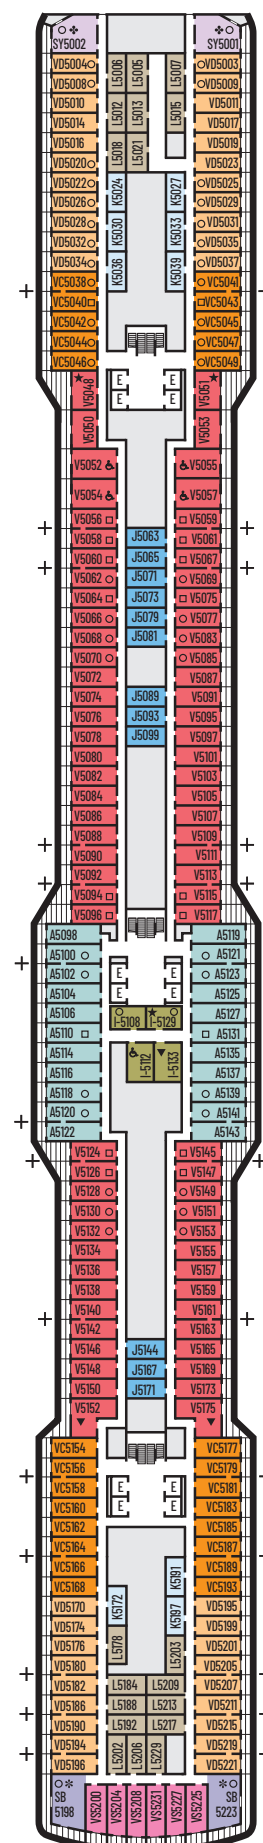 SY5002 SY5001
VD5004 L5006 L5005 L5007 VD5003
VD5008 VD5009
VD5010 L5012 L5013 L5015 VD5011
VD5014 VD5017
VD5016 L5018 L5021 VD5019
VD5020 VD5023
VD5022 K5024 K5027 VD5025
VD5026 VD5029
VD5028 K5030 K5033 VD5031
VD5032 VD5035
VD5034 K5036 K5039 VD5037
VC5038 VC5041
VC5040 VC5043
VC5042 VC5045
VC5044 VC5047
VC5046 VC5049
V5048 E E V5051
V5050 E E V5053
V5052 V5055
V5054 V5057
V5056 V5059
V5058 J5063 V5061
V5060 J5065 V5067
V5062 J5071 V5069
V5064 J5073 V5075
V5066 J5079 V5077
V5068 J5081 V5083
V5070 V5085
V5072 V5087
V5074 J5089 V5091
V5076 J5093 V5095
V5078 J5099 V5097
V5080 V5101
V5082 V5103
V5084 V5105
V5086 V5107
V5088 V5109
V5090 V5111
V5092 V5113
V5094 V5115
V5096 V5117
A5098 A5119
A5100 A5121
A5102 E E A5123
A5104 E E A5125
A5106 I-5108 I-5129 A5127
A5110 A5131
A5114 I-5112 I-5133 A5135
A5116 A5137
A5118 A5139
A5120 A5141
A5122 A5143
V5124 V5145
V5126 V5147
V5128 V5149
V5130 V5151
V5132 V5153
V5134 V5155
V5136 V5157
V5138 V5159
V5140 V5161
V5142 V5163
V5146 J5144 V5165
V5148 J5167 V5169
V5150 J5171 V5173
V5152 V5175
VC5154 VC5177
VC5156 VC5179
VC5158 E E VC5181
VC5160 E E VC5183
VC5162 VC5185
VC5164 VC5187
VC5166 K5191 VC5189
VC5168 VC5193
VD5170 K5172 K5197 VD5195
VD5174 VD5199
VD5176 L5178 L5203 VD5201
VD5180 VD5205
VD5182 L5184 L5209 VD5207
VD5186 L5188 L5213 VD5211
VD5190 L5192 L5217 VD5215
VD5194 L5202 L5206 L5229 VD5219
VD5196 VD5221
SB SB
5198 VS5200 VS5204 VS5208 VS5231 VS5227 VS5225 5223